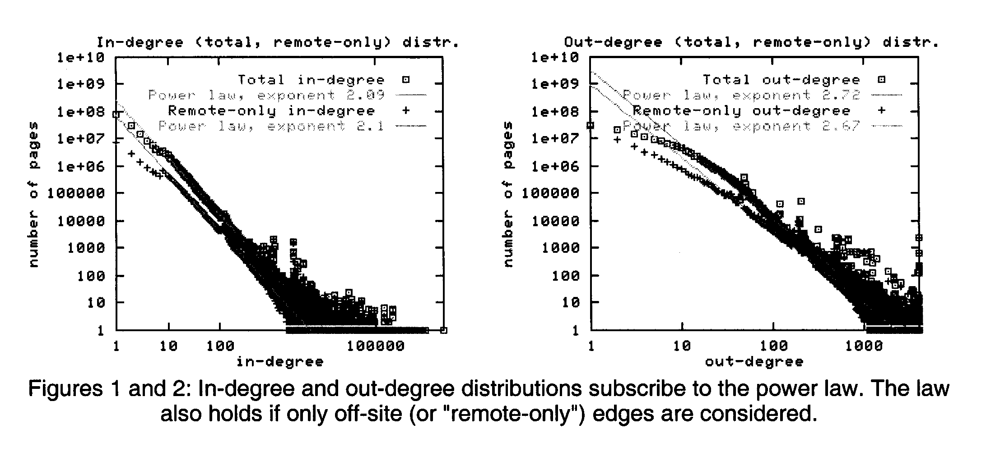 In-degree (total, remote-only) distr.
1e+10
1e+09
1e+08
1e+07
1e+06
100000
10000
1000
100
10
1
number of pages
Total in-degree
Power law, exponent 2.09
Remote-only in-degree
Power law, exponent 2.1
1 10 100 100000
in-degree
Out-degree (total, remote-only) distr.
1e+10
1e+09
1e+08
1e+07
1e+06
100000
10000
1000
100
10
1
number of pages
Total out-degree
Power law, exponent 2.72
Remote-only out-degree
Power law, exponent 2.67
1 10 100 1000
out-degree
Figures 1 and 2: In-degree and out-degree distributions subscribe to the power law. The law
also holds if only off-site (or "remote-only") edges are considered.